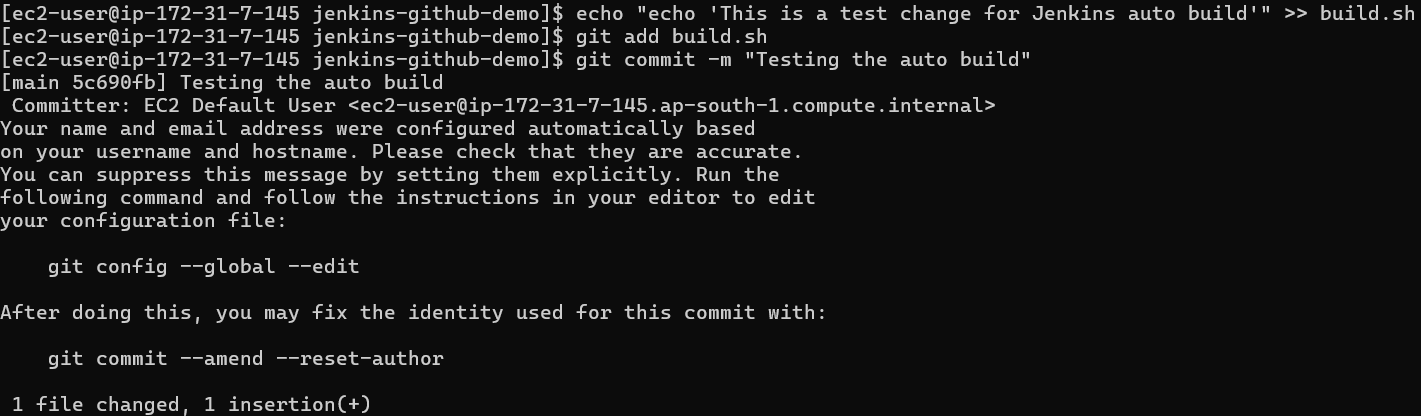 [ec2-user@ip-172-31-7-145 jenkins-github-demo]$ echo "echo 'This is a test change for Jenkins auto build'" >> build.sh
[ec2-user@ip-172-31-7-145 jenkins-github-demo]$ git add build.sh
[ec2-user@ip-172-31-7-145 jenkins-github-demo]$ git commit -m "Testing the auto build"
[main 5c690fb] Testing the auto build
 Committer: EC2 Default User <ec2-user@ip-172-31-7-145.ap-south-1.compute.internal>
Your name and email address were configured automatically based
on your username and hostname. Please check that they are accurate.
You can suppress this message by setting them explicitly. Run the
following command and follow the instructions in your editor to edit
your configuration file:

    git config --global --edit

After doing this, you may fix the identity used for this commit with:

    git commit --amend --reset-author

 1 file changed, 1 insertion(+)